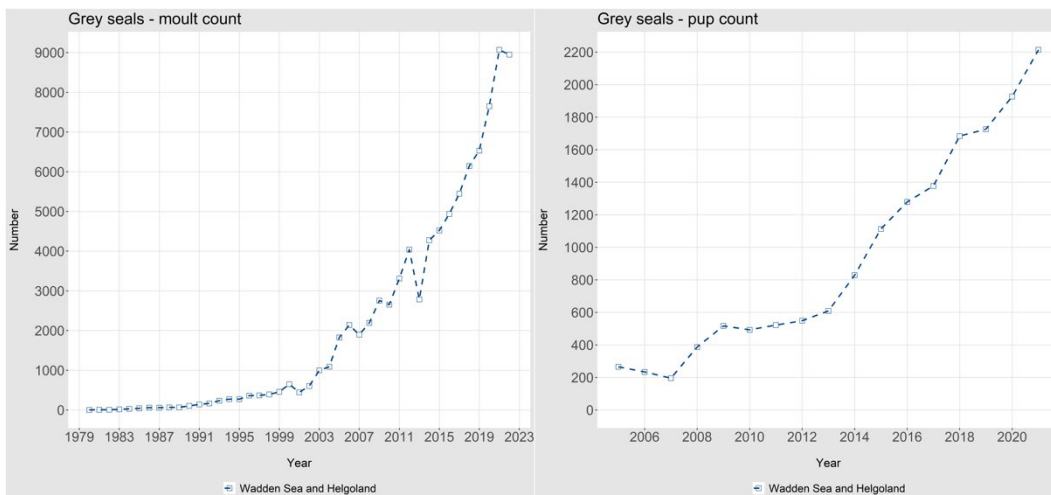 Grey seals - moult count
9000
8000
7000
6000
5000
4000
3000
2000
1000
0
Number
1979 1983 1987 1991 1995 1999 2003 2007 2011 2015 2019 2023
Year
Wadden Sea and Helgoland
Grey seals - pup count
2200
2000
1800
1600
1400
1200
1000
800
600
400
200
0
Number
2006 2008 2010 2012 2014 2016 2018 2020
Year
Wadden Sea and Helgoland